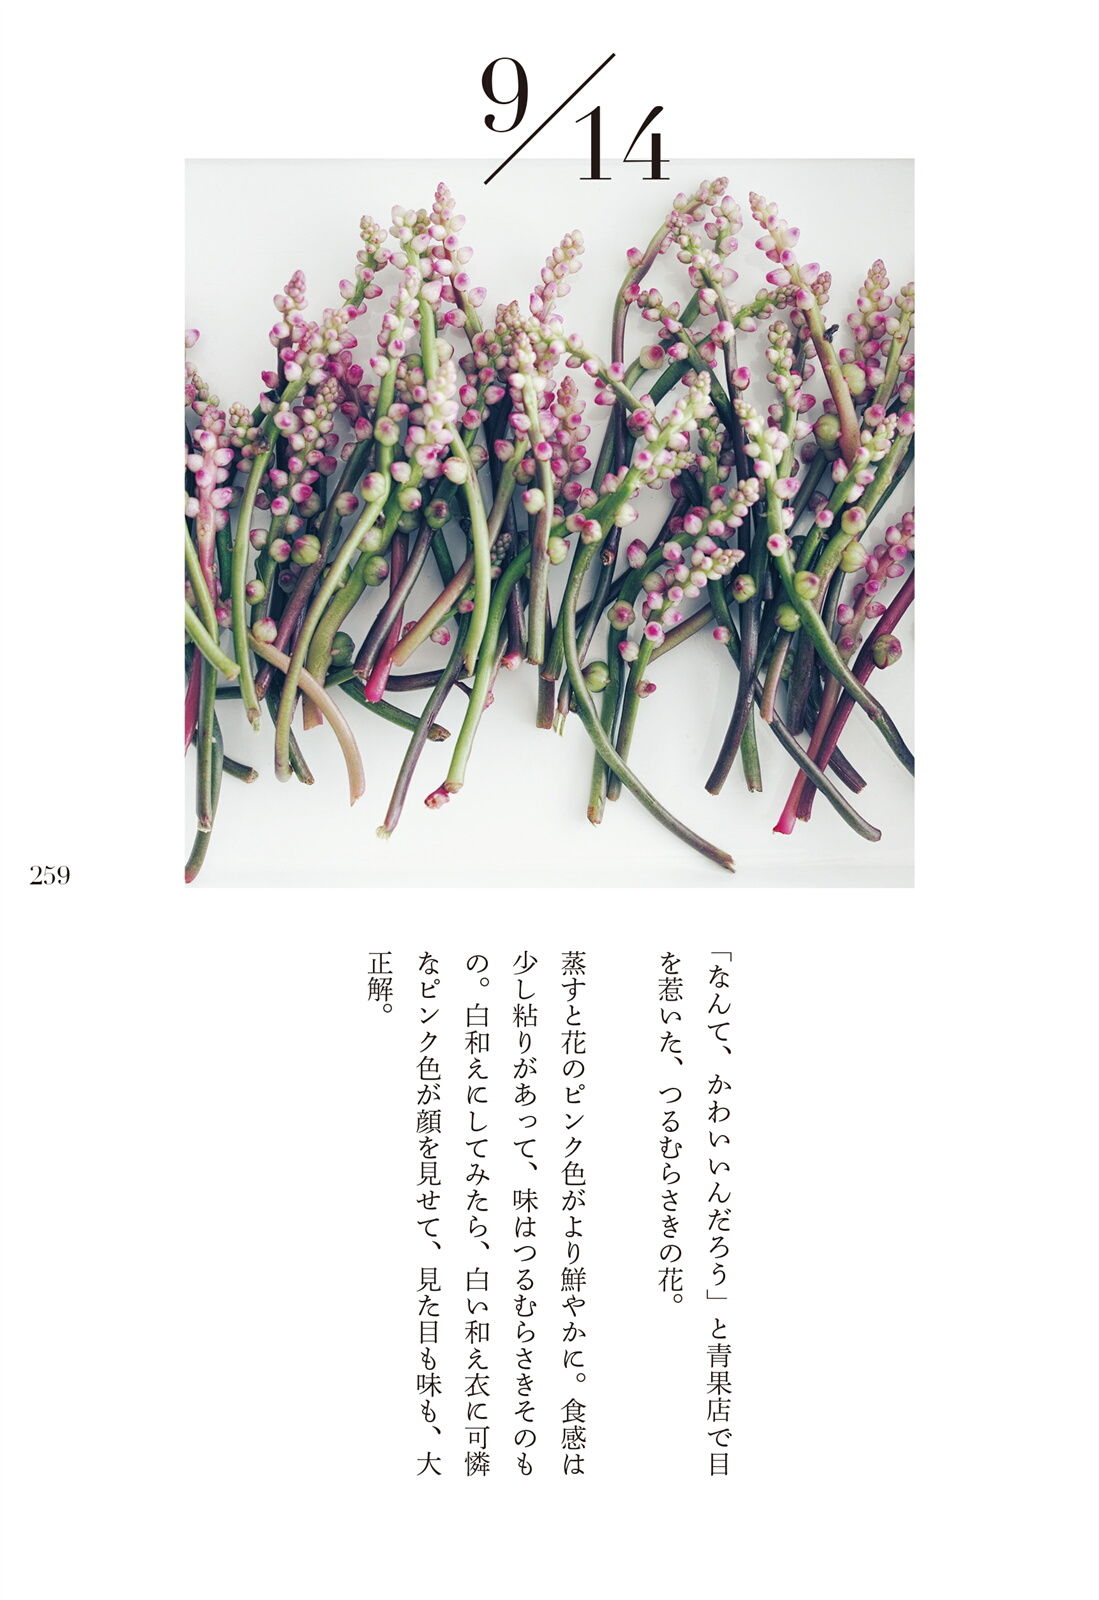 9/14
「なんて、かわいいんだろう」と青果店で目
を惹いた、つるむらさきの花。
蒸すと花のピンク色がより鮮やかに。食感は
少し粘りがあって、味はつるむらさきそのも
の。白和えにしてみたら、白い和え衣に可憐
なピンク色が顔を見せて、見た目も味も、大
正解。
259